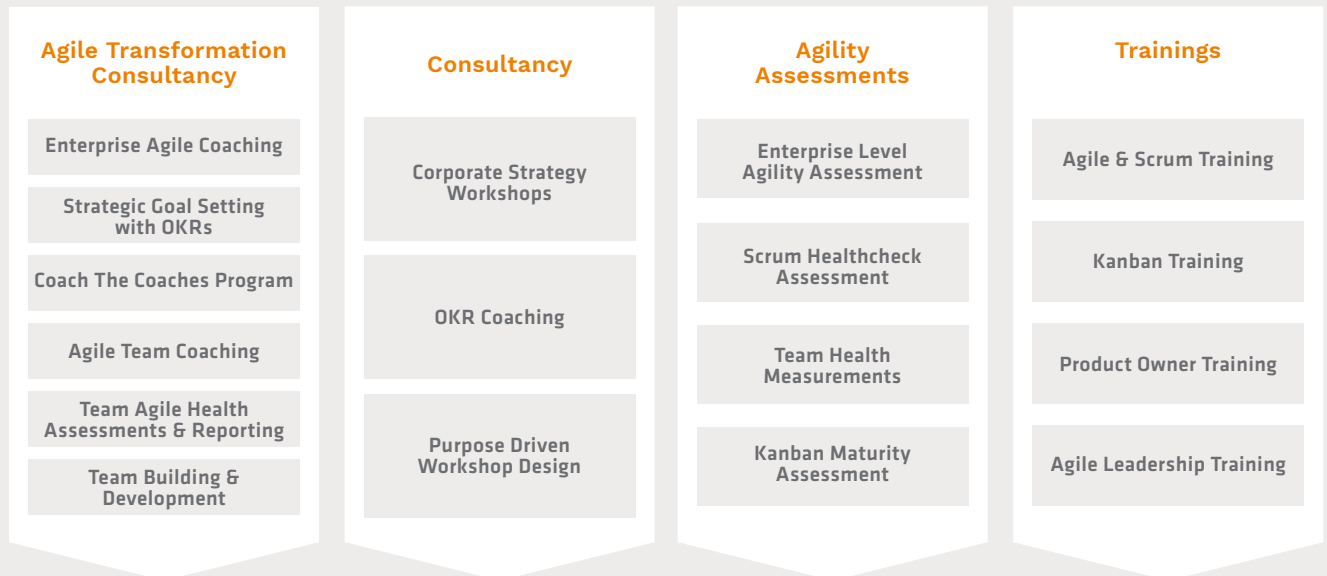 Agile Transformation
Consultancy
Enterprise Agile Coaching
Strategic Goal Setting
with OKRs
Coach The Coaches Program
Agile Team Coaching
Team Agile Health
Assessments & Reporting
Team Building &
Development
Consultancy
Corporate Strategy
Workshops
OKR Coaching
Purpose Driven
Workshop Design
Agility
Assessments
Enterprise Level
Agility Assessment
Scrum Healthcheck
Assessment
Team Health
Measurements
Kanban Maturity
Assessment
Trainings
Agile & Scrum Training
Kanban Training
Product Owner Training
Agile Leadership Training